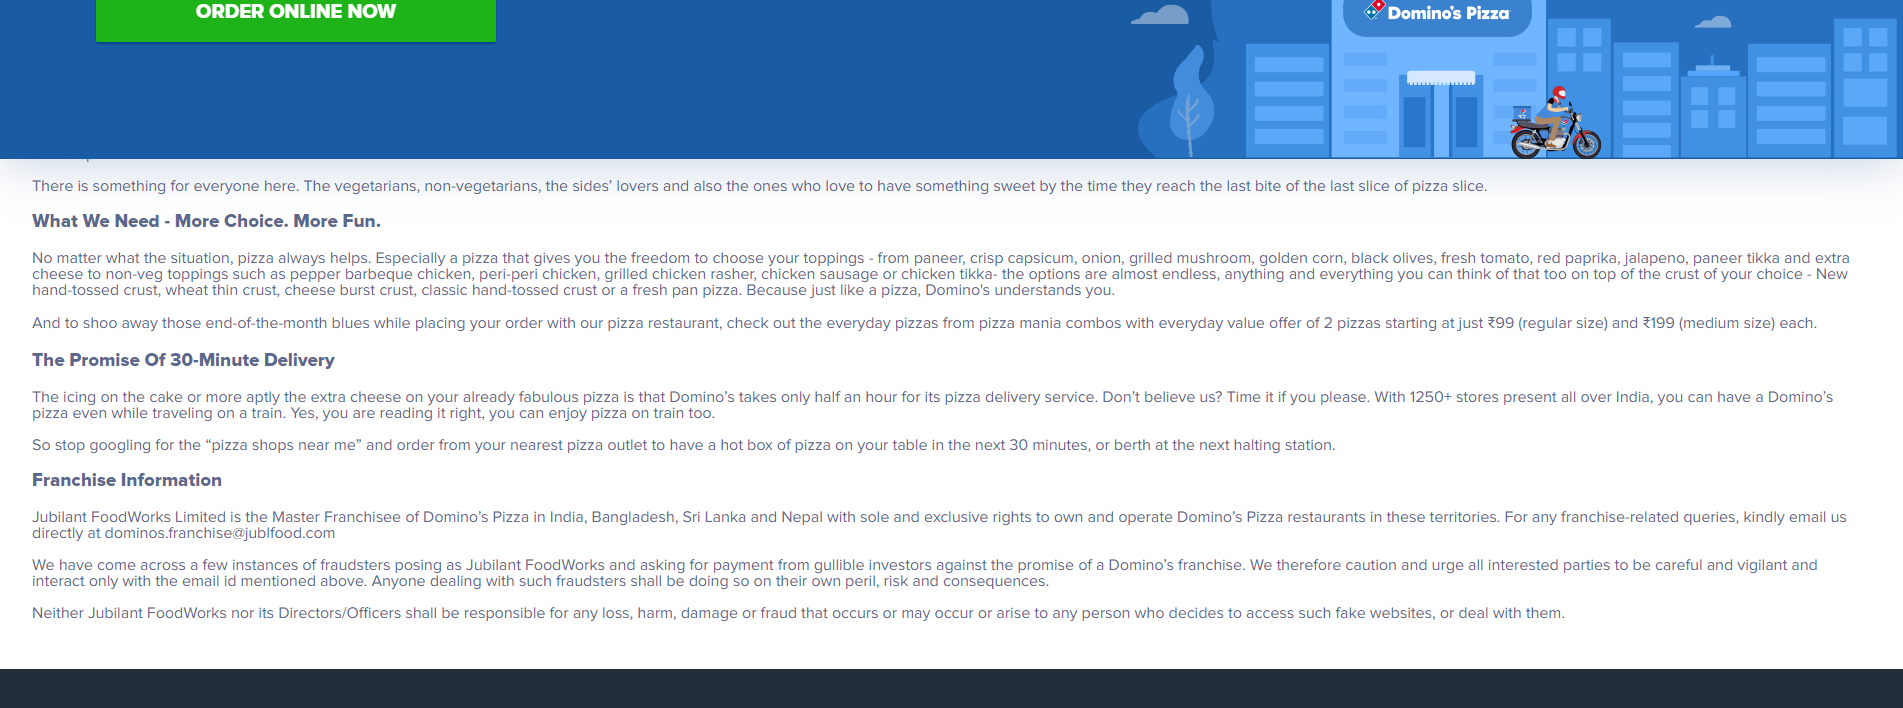 ORDER ONLINE NOW
Domino's Pizza
There is something for everyone here. The vegetarians, non-vegetarians, the sides’ lovers and also the ones who love to have something sweet by the time they reach the last bite of the last slice of pizza slice.
What We Need - More Choice. More Fun.
No matter what the situation, pizza always helps. Especially a pizza that gives you the freedom to choose your toppings - from paneer, crisp capsicum, onion, grilled mushroom, golden corn, black olives, fresh tomato, red paprika, jalapeno, paneer tikka and extra
cheese to non-veg toppings such as pepper barbeque chicken, peri-peri chicken, grilled chicken rasher, chicken sausage or chicken tikka- the options are almost endless, anything and everything you can think of that too on top of the crust of your choice - New
hand-tossed crust, wheat thin crust, cheese burst crust, classic hand-tossed crust or a fresh pan pizza. Because just like a pizza, Domino's understands you.
And to shoo away those end-of-the-month blues while placing your order with our pizza restaurant, check out the everyday pizzas from pizza mania combos with everyday value offer of 2 pizzas starting at just ₹99 (regular size) and ₹199 (medium size) each.
The Promise Of 30-Minute Delivery
The icing on the cake or more aptly the extra cheese on your already fabulous pizza is that Domino’s takes only half an hour for its pizza delivery service. Don’t believe us? Time it if you please. With 1250+ stores present all over India, you can have a Domino’s
pizza even while traveling on a train. Yes, you are reading it right, you can enjoy pizza on train too.
So stop googling for the “pizza shops near me” and order from your nearest pizza outlet to have a hot box of pizza on your table in the next 30 minutes, or berth at the next halting station.
Franchise Information
Jubilant FoodWorks Limited is the Master Franchisee of Domino’s Pizza in India, Bangladesh, Sri Lanka and Nepal with sole and exclusive rights to own and operate Domino’s Pizza restaurants in these territories. For any franchise-related queries, kindly email us
directly at dominos.franchise@jublfood.com
We have come across a few instances of fraudsters posing as Jubilant FoodWorks and asking for payment from gullible investors against the promise of a Domino’s franchise. We therefore caution and urge all interested parties to be careful and vigilant and
interact only with the email id mentioned above. Anyone dealing with such fraudsters shall be doing so on their own peril, risk and consequences.
Neither Jubilant FoodWorks nor its Directors/Officers shall be responsible for any loss, harm, damage or fraud that occurs or may occur or arise to any person who decides to access such fake websites, or deal with them.